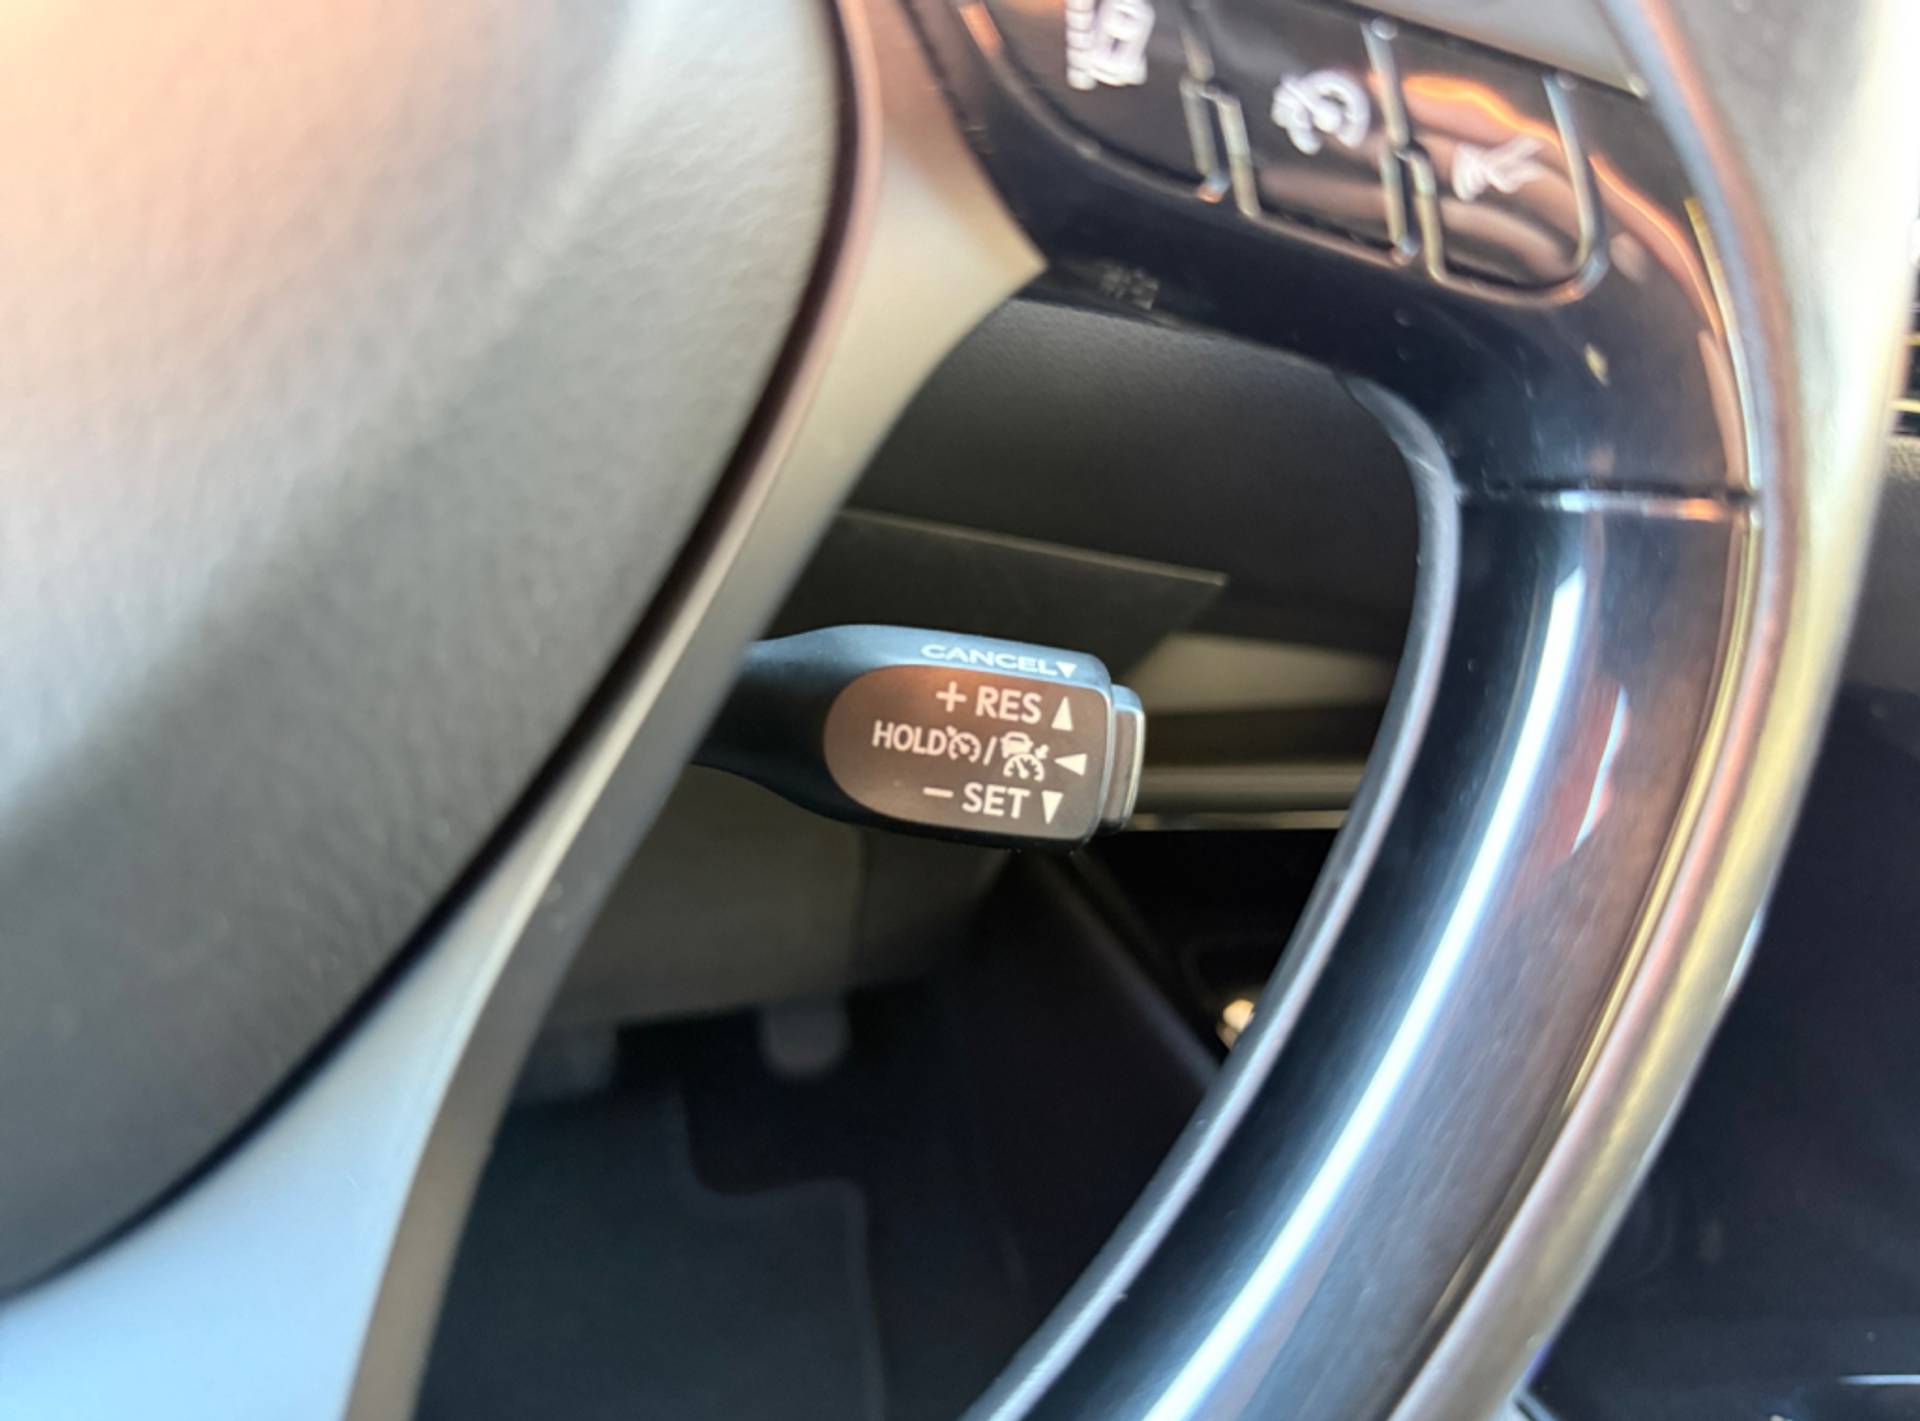 CANCEL▼
+ RES ▲
HOLD / ◀
− SET ▼